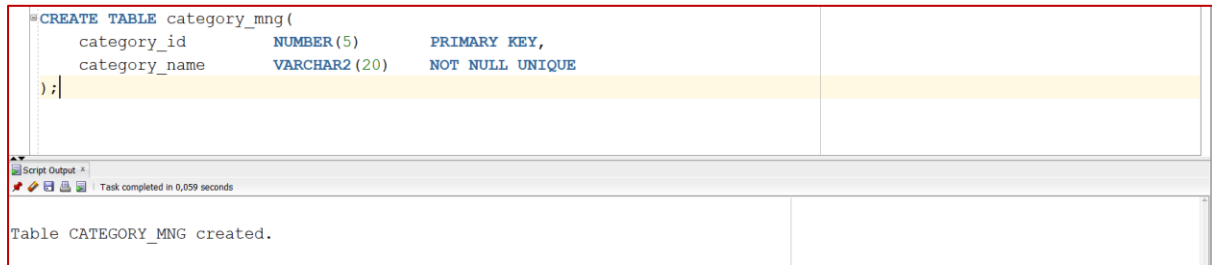 CREATE TABLE category_mng(
category_id NUMBER(5) PRIMARY KEY,
category_name VARCHAR2(20) NOT NULL UNIQUE
);
Script Output ×
Task completed in 0,059 seconds
Table CATEGORY_MNG created.